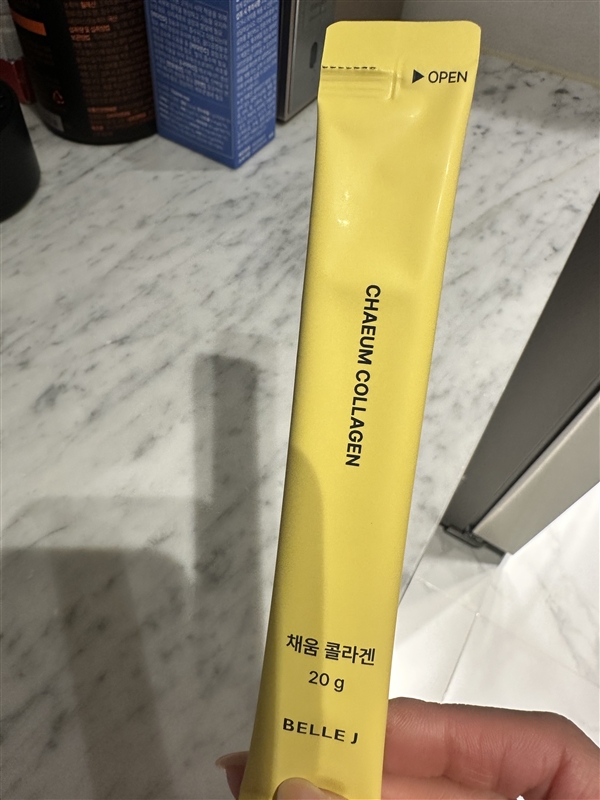 ▶ OPEN
CHAEUM COLLAGEN
채움 콜라겐
20 g
BELLE J